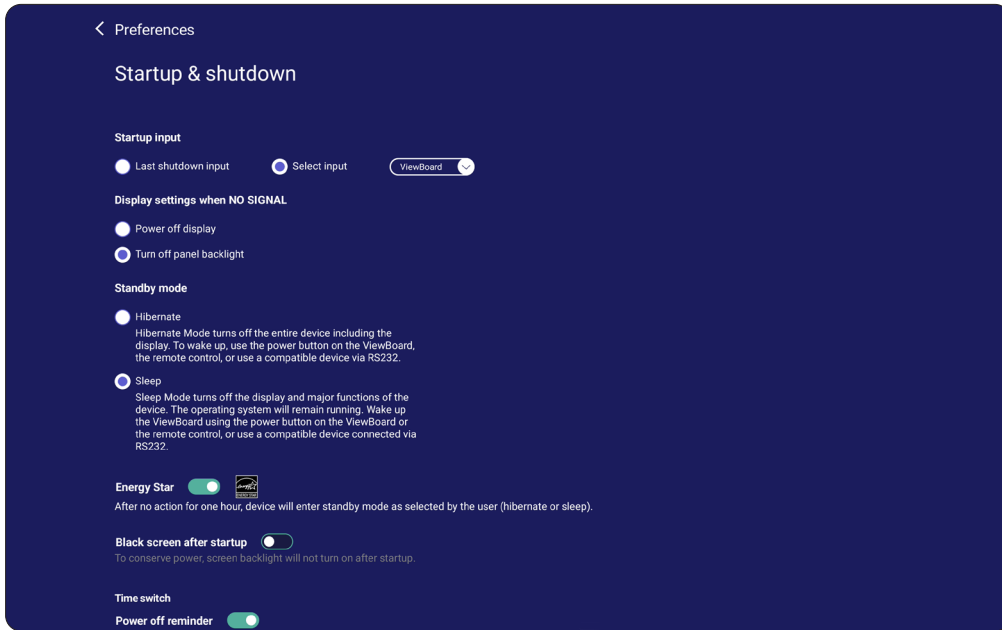 Preferences
Startup & shutdown
Startup input
Last shutdown input Select input ViewBoard
Display settings when NO SIGNAL
Power off display
Turn off panel backlight
Standby mode
Hibernate
Hibernate Mode turns off the entire device including the
display. To wake up, use the power button on the ViewBoard,
the remote control, or use a compatible device via RS232.
Sleep
Sleep Mode turns off the display and major functions of the
device. The operating system will remain running. Wake up
the ViewBoard using the power button on the ViewBoard or
the remote control, or use a compatible device connected via
RS232.
Energy Star ENERGY STAR
After no action for one hour, device will enter standby mode as selected by the user (hibernate or sleep).
Black screen after startup
To conserve power, screen backlight will not turn on after startup.
Time switch
Power off reminder